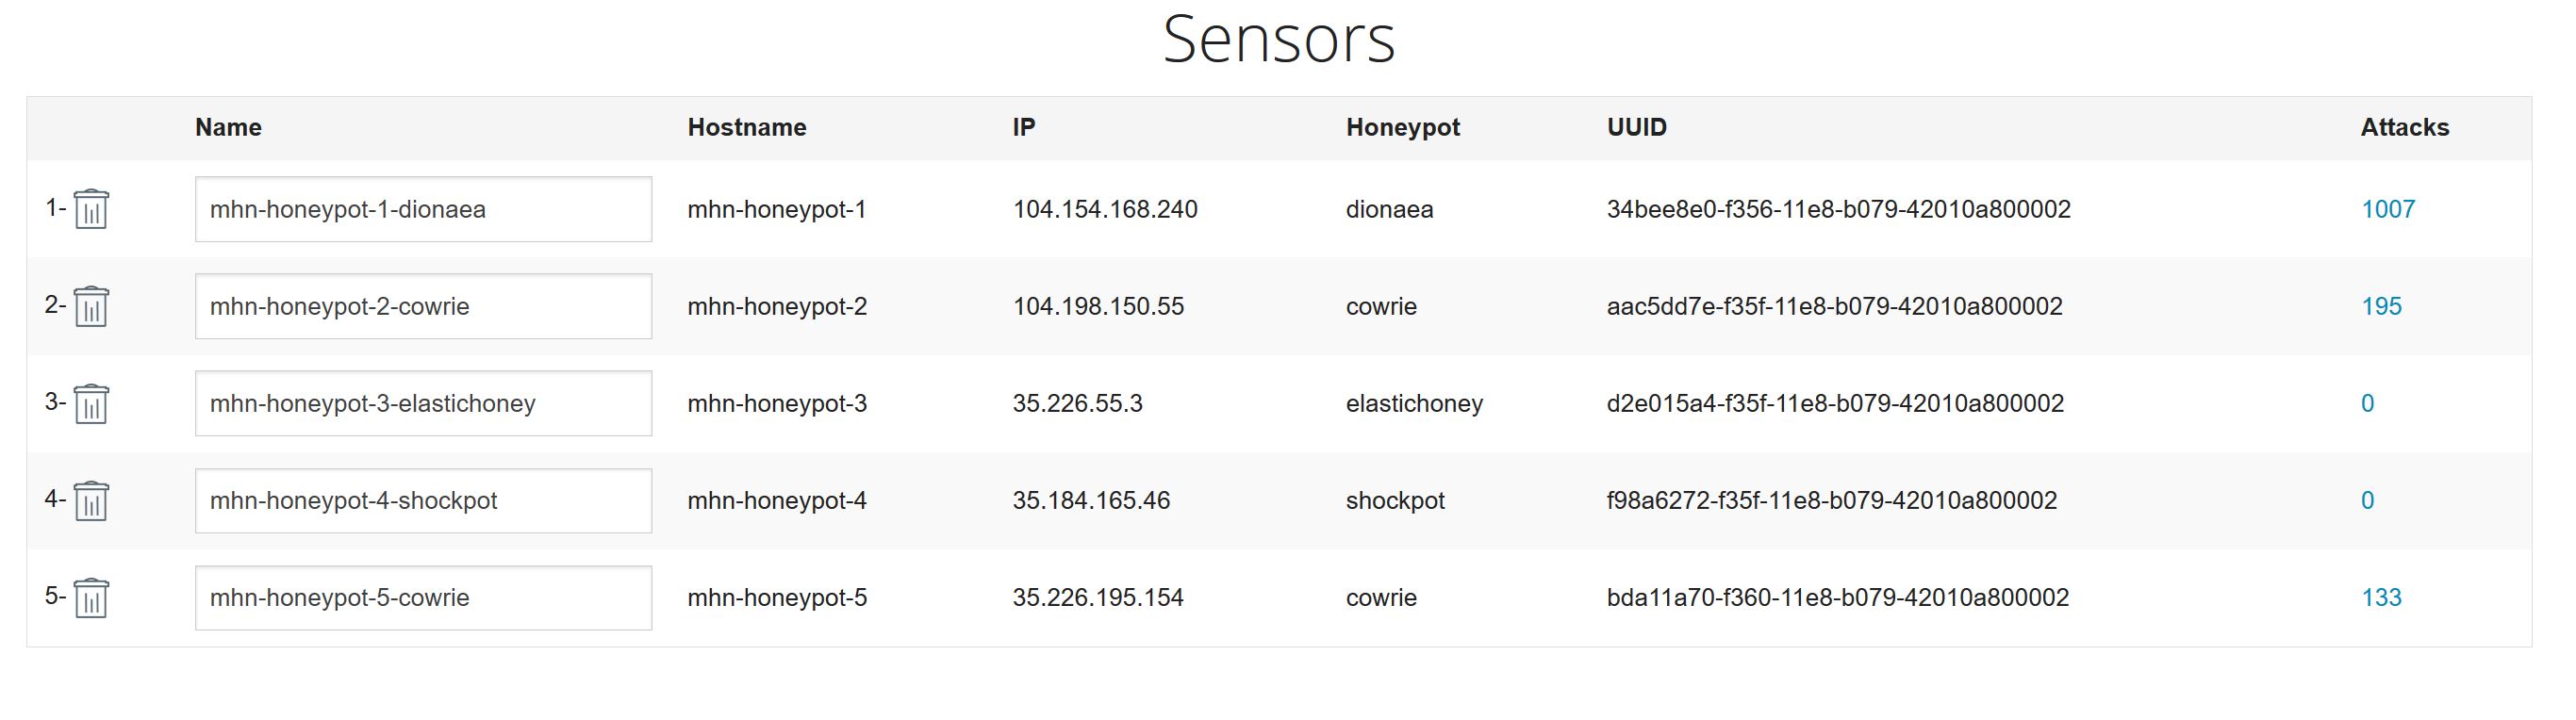 Sensors
Name Hostname IP Honeypot UUID Attacks
1- mhn-honeypot-1-dionaea mhn-honeypot-1 104.154.168.240 dionaea 34bee8e0-f356-11e8-b079-42010a800002 1007
2- mhn-honeypot-2-cowrie mhn-honeypot-2 104.198.150.55 cowrie aac5dd7e-f35f-11e8-b079-42010a800002 195
3- mhn-honeypot-3-elastichoney mhn-honeypot-3 35.226.55.3 elastichoney d2e015a4-f35f-11e8-b079-42010a800002 0
4- mhn-honeypot-4-shockpot mhn-honeypot-4 35.184.165.46 shockpot f98a6272-f35f-11e8-b079-42010a800002 0
5- mhn-honeypot-5-cowrie mhn-honeypot-5 35.226.195.154 cowrie bda11a70-f360-11e8-b079-42010a800002 133